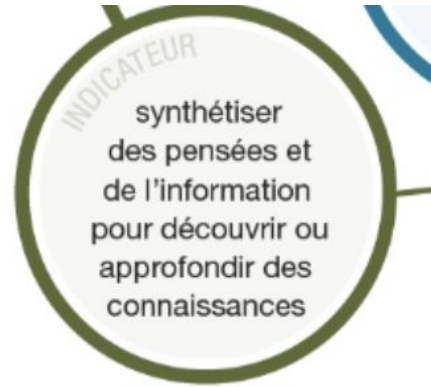 INDICATEUR
synthétiser
des pensées et
de l'information
pour découvrir ou
approfondir des
connaissances